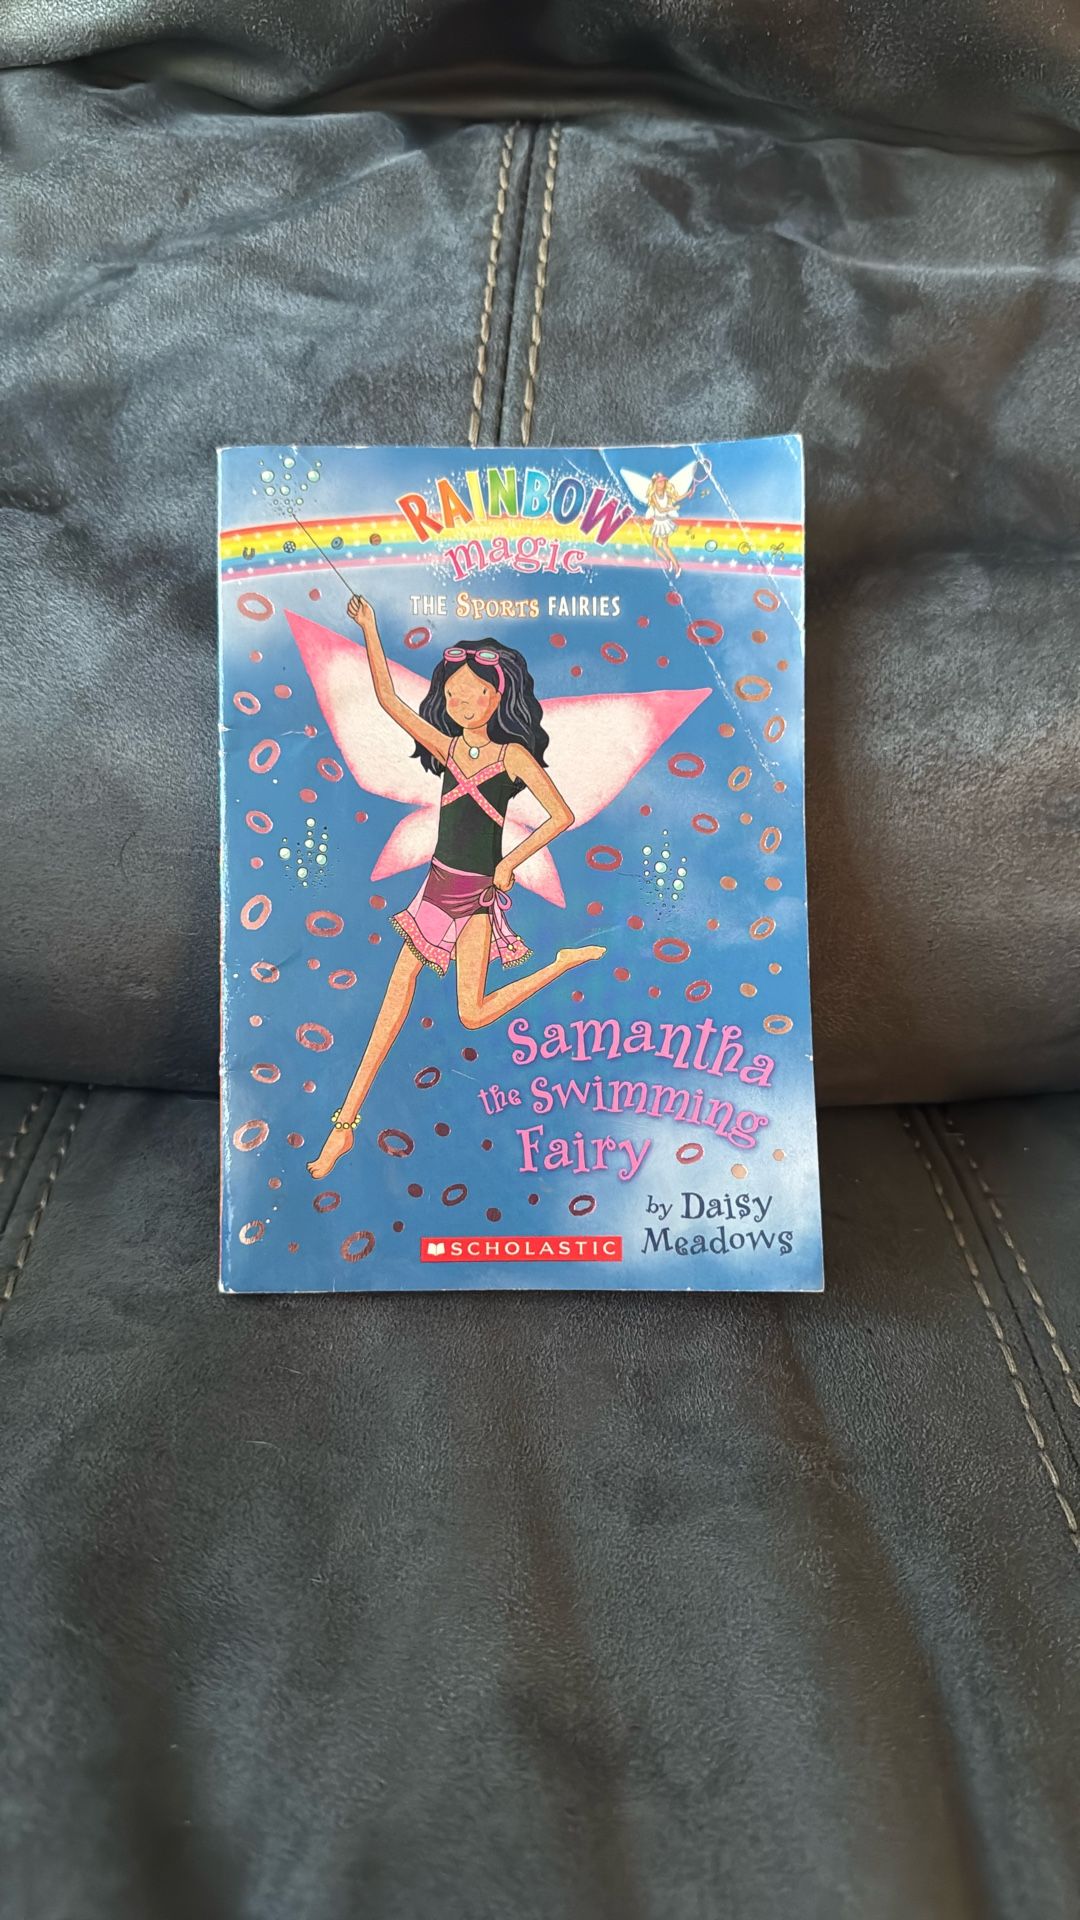 RAINBOW
magic
THE SPORTS FAIRIES
Samantha
the Swimming
Fairy
by Daisy
Meadows
SCHOLASTIC